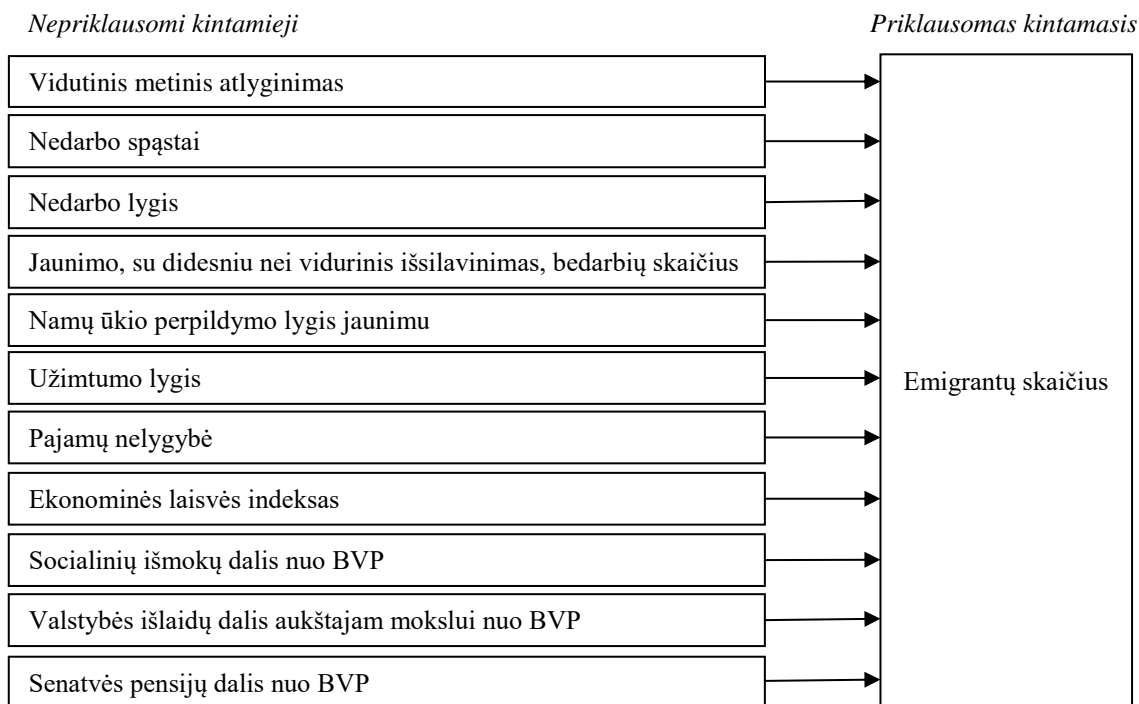 Nepriklausomi kintamieji
Priklausomas kintamasis
Vidutinis metinis atlyginimas
Nedarbo spąstai
Nedarbo lygis
Jaunimo, su didesniu nei vidurinis išsilavinimas, bedarbių skaičius
Namų ūkio perpildymo lygis jaunimu
Užimtumo lygis
Pajamų nelygybė
Ekonominės laisvės indeksas
Socialinių išmokų dalis nuo BVP
Valstybės išlaidų dalis aukštajam mokslui nuo BVP
Senatvės pensijų dalis nuo BVP
Emigrantų skaičius